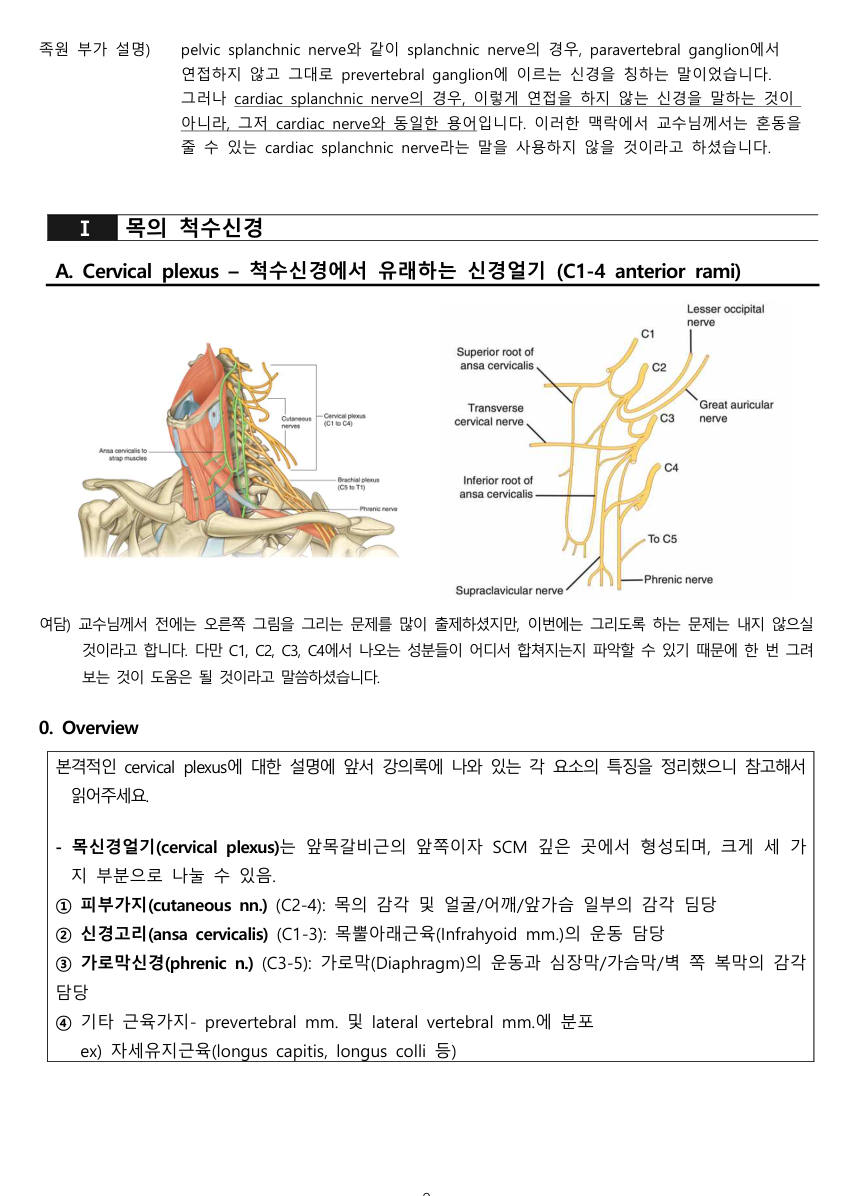 족원 부가 설명) pelvic splanchnic nerve와 같이 splanchnic nerve의 경우, paravertebral ganglion에서
연접하지 않고 그대로 prevertebral ganglion에 이르는 신경을 칭하는 말이었습니다.
그러나 cardiac splanchnic nerve의 경우, 이렇게 연접을 하지 않는 신경을 말하는 것이
아니라, 그저 cardiac nerve와 동일한 용어입니다. 이러한 맥락에서 교수님께서는 혼동을
줄 수 있는 cardiac splanchnic nerve라는 말을 사용하지 않을 것이라고 하셨습니다.
I 목의 척수신경
A. Cervical plexus – 척수신경에서 유래하는 신경얼기 (C1-4 anterior rami)
Cutaneous
nerves
Cervical plexus
(C1 to C4)
Ansa cervicalis to
strap muscles
Brachial plexus
(C5 to T1)
Phrenic nerve
Lesser occipital
nerve
C1
Superior root of
ansa cervicalis
C2
Great auricular
nerve
Transverse
cervical nerve
C3
C4
Inferior root of
ansa cervicalis
To C5
Phrenic nerve
Supraclavicular nerve
여담) 교수님께서 전에는 오른쪽 그림을 그리는 문제를 많이 출제하셨지만, 이번에는 그리도록 하는 문제는 내지 않으실
것이라고 합니다. 다만 C1, C2, C3, C4에서 나오는 성분들이 어디서 합쳐지는지 파악할 수 있기 때문에 한 번 그려
보는 것이 도움은 될 것이라고 말씀하셨습니다.
0. Overview
본격적인 cervical plexus에 대한 설명에 앞서 강의록에 나와 있는 각 요소의 특징을 정리했으니 참고해서
읽어주세요.
- 목신경얼기(cervical plexus)는 앞목갈비근의 앞쪽이자 SCM 깊은 곳에서 형성되며, 크게 세 가
지 부분으로 나눌 수 있음.
① 피부가지(cutaneous nn.) (C2-4): 목의 감각 및 얼굴/어깨/앞가슴 일부의 감각 딤당
② 신경고리(ansa cervicalis) (C1-3): 목뿔아래근육(Infrahyoid mm.)의 운동 담당
③ 가로막신경(phrenic n.) (C3-5): 가로막(Diaphragm)의 운동과 심장막/가슴막/벽 쪽 복막의 감각
담당
④ 기타 근육가지- prevertebral mm. 및 lateral vertebral mm.에 분포
ex) 자세유지근육(longus capitis, longus colli 등)